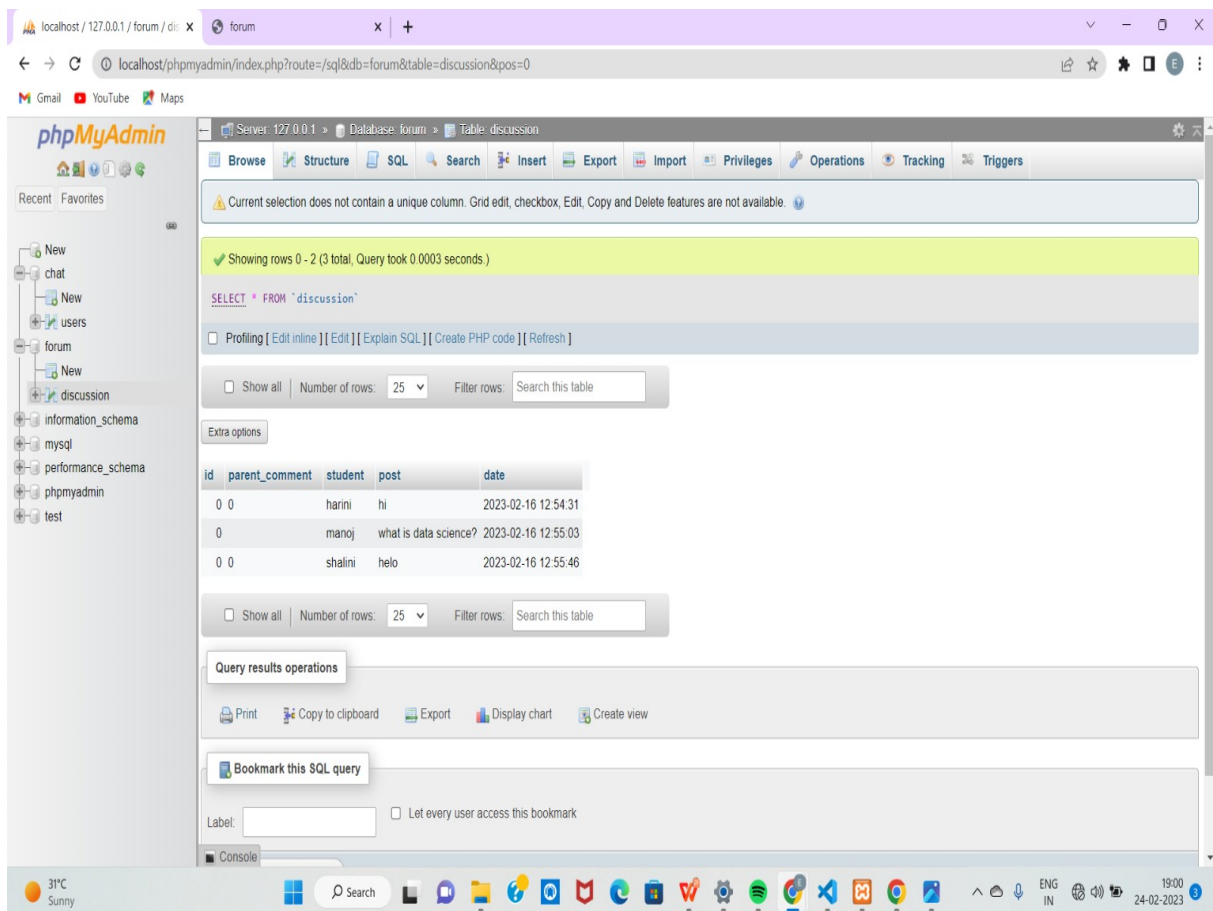 localhost / 127.0.0.1 / forum / dis
forum
localhost/phpmyadmin/index.php?route=/sql&db=forum&table=discussion&pos=0
E
Gmail YouTube Maps
phpMyAdmin
Recent Favorites
New
chat
New
users
forum
New
discussion
information_schema
mysql
performance_schema
phpmyadmin
test
Server: 127.0.0.1 » Database: forum » Table: discussion
Browse Structure SQL Search Insert Export Import Privileges Operations Tracking Triggers
Current selection does not contain a unique column. Grid edit, checkbox, Edit, Copy and Delete features are not available.
Showing rows 0 - 2 (3 total, Query took 0.0003 seconds.)
SELECT * FROM `discussion`
Profiling [ Edit inline ] [ Edit ] [ Explain SQL ] [ Create PHP code ] [ Refresh ]
Show all Number of rows: 25 Filter rows: Search this table
Extra options
id parent_comment student post date
0 0 harini hi 2023-02-16 12:54:31
0 manoj what is data science? 2023-02-16 12:55:03
0 0 shalini helo 2023-02-16 12:55:46
Show all Number of rows: 25 Filter rows: Search this table
Query results operations
Print Copy to clipboard Export Display chart Create view
Bookmark this SQL query
Label: Let every user access this bookmark
Console
31°C
Sunny
Search
ENG
IN
19:00
24-02-2023
3